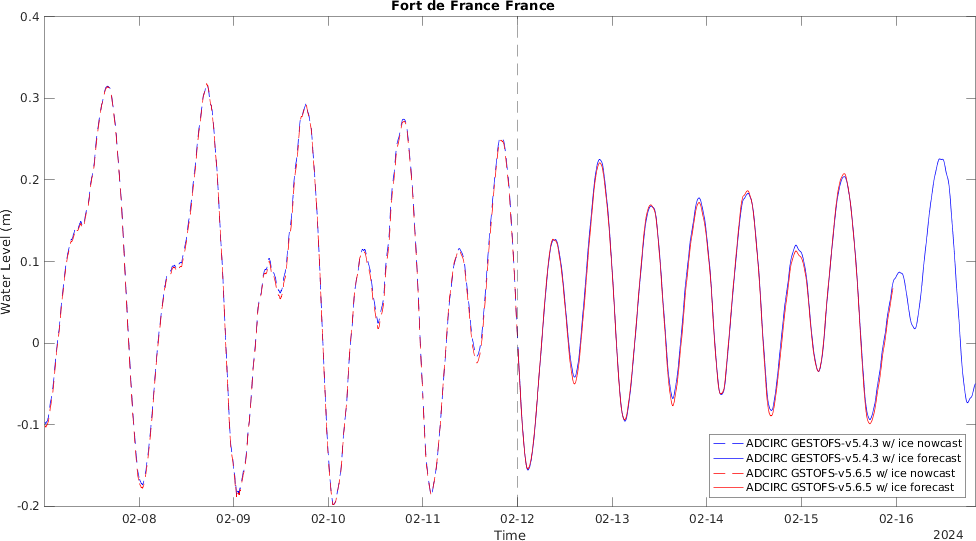 Fort de France France
0.4
0.3
0.2
0.1
0
-0.1
-0.2
Water Level (m)
02-08
02-09
02-10
02-11
02-12
02-13
02-14
02-15
02-16
Time
2024
ADCIRC GESTOFS-v5.4.3 w/ ice nowcast
ADCIRC GESTOFS-v5.4.3 w/ ice forecast
ADCIRC GSTOFS-v5.6.5 w/ ice nowcast
ADCIRC GSTOFS-v5.6.5 w/ ice forecast